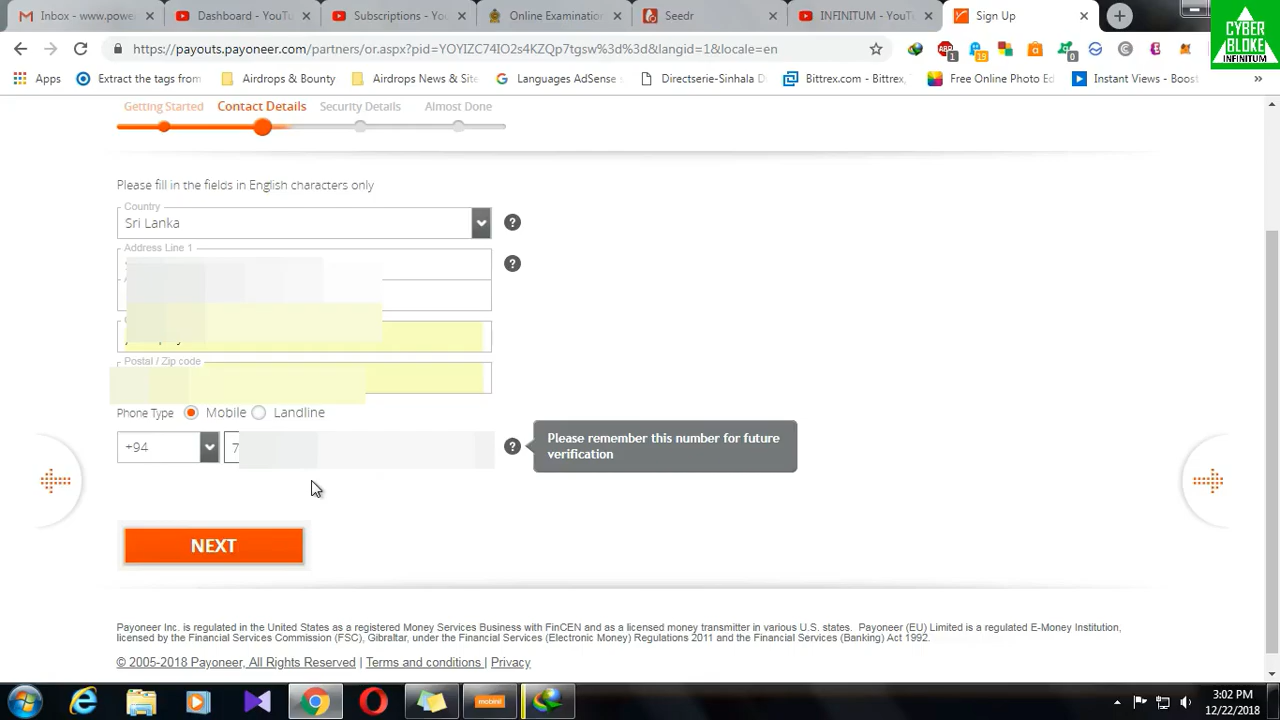 Inbox - www.powe
Dashboard - YouTu
Subscriptions - Yo
Online Examinatio
Seedr
INFINITUM - YouTu
Sign Up
https://payouts.payoneer.com/partners/or.aspx?pid=YOYIZC74IO2s4KZQp7tgsw%3d%3d&langid=1&locale=en
1
19
0
CYBER
BLOKE
INFINITUM
Apps
Extract the tags from
Airdrops & Bounty
Airdrops News & Site
Languages AdSense
Directserie:Sinhala D
Bittrex.com - Bittrex,
Free Online Photo Ed
Instant Views - Boost
»
Getting Started
Contact Details
Security Details
Almost Done
Please fill in the fields in English characters only
Country
Sri Lanka
?
Address Line 1
?
Postal / Zip code
Phone Type
Mobile
Landline
+94
7
?
Please remember this number for future
verification
NEXT
Payoneer Inc. is regulated in the United States as a registered Money Services Business with FinCEN and as a licensed money transmitter in various U.S. states. Payoneer (EU) Limited is a regulated E-Money Institution,
licensed by the Financial Services Commission (FSC), Gibraltar, under the Financial Services (Electronic Money) Regulations 2011 and the Financial Services (Banking) Act 1992.
© 2005-2018 Payoneer, All Rights Reserved | Terms and conditions | Privacy
mobinil
3:02 PM
12/22/2018